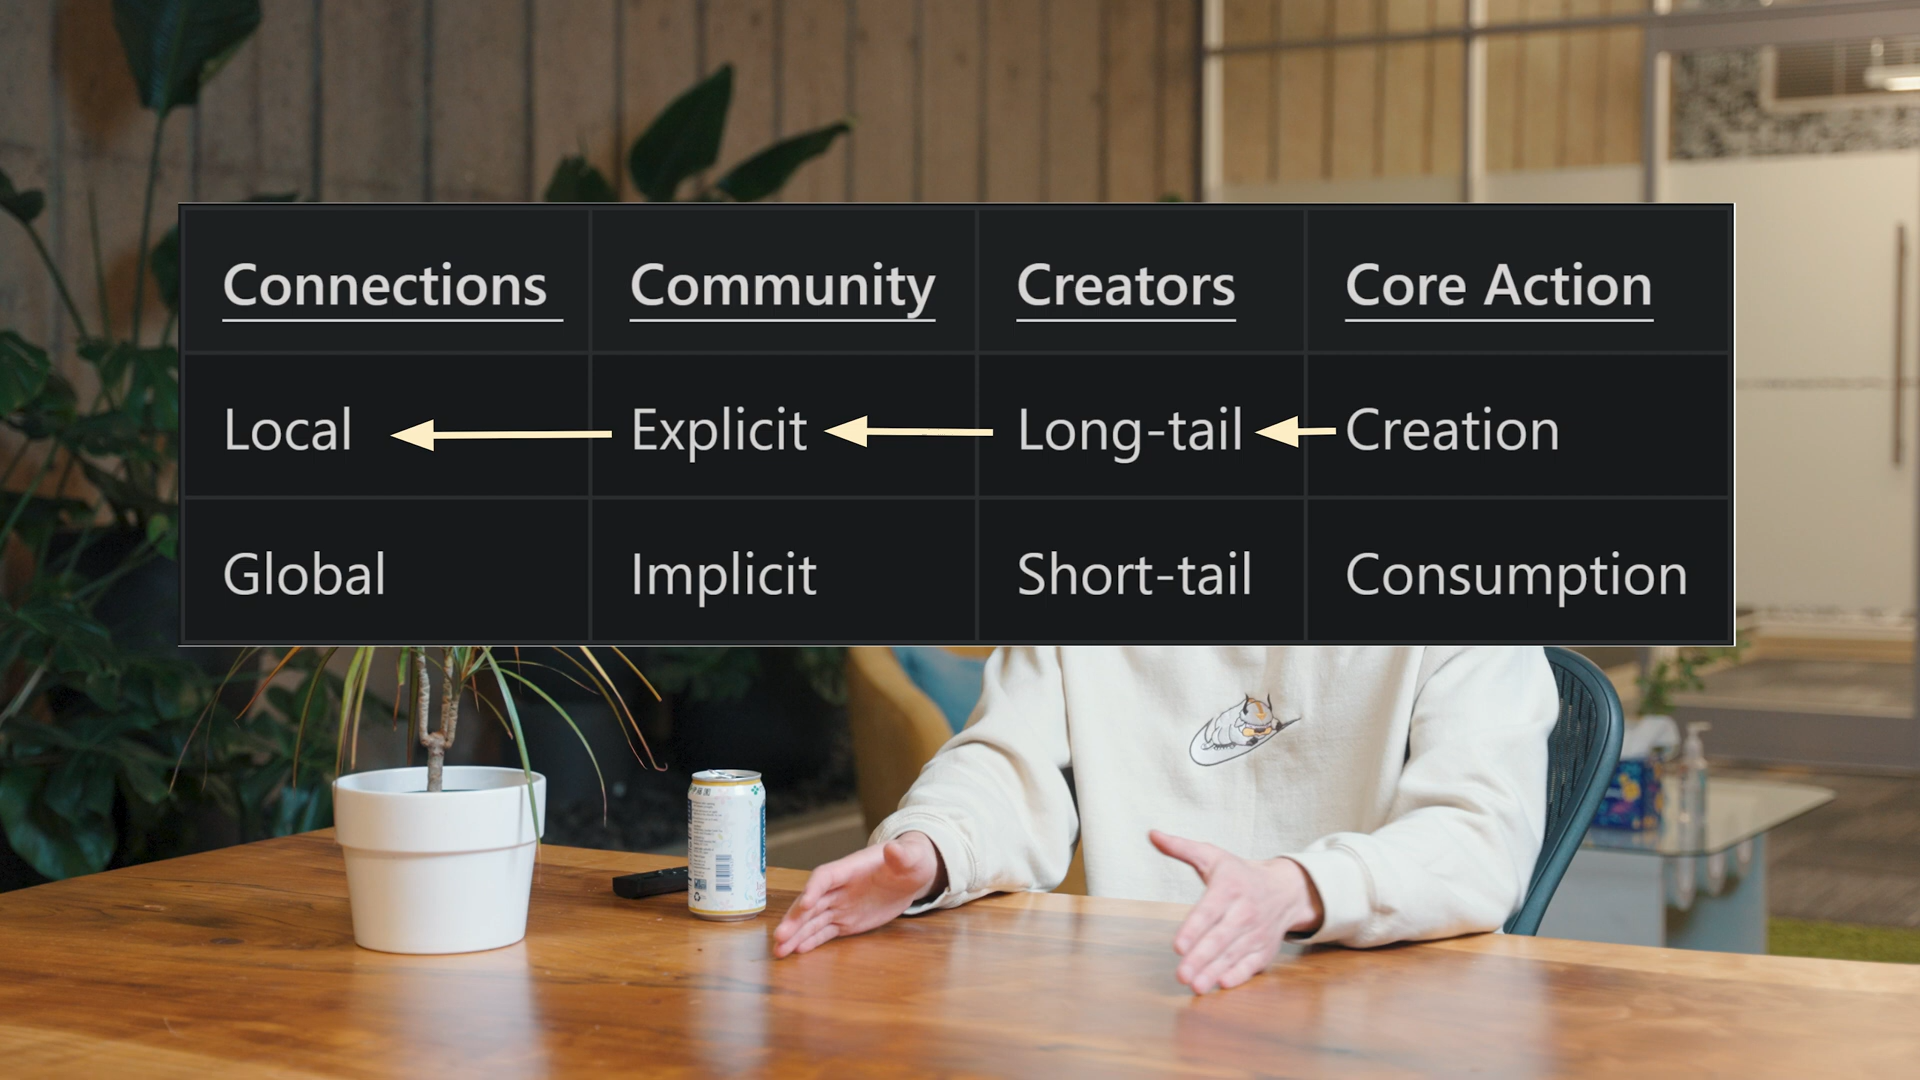 Connections Community Creators Core Action
Local Explicit Long-tail Creation
Global Implicit Short-tail Consumption